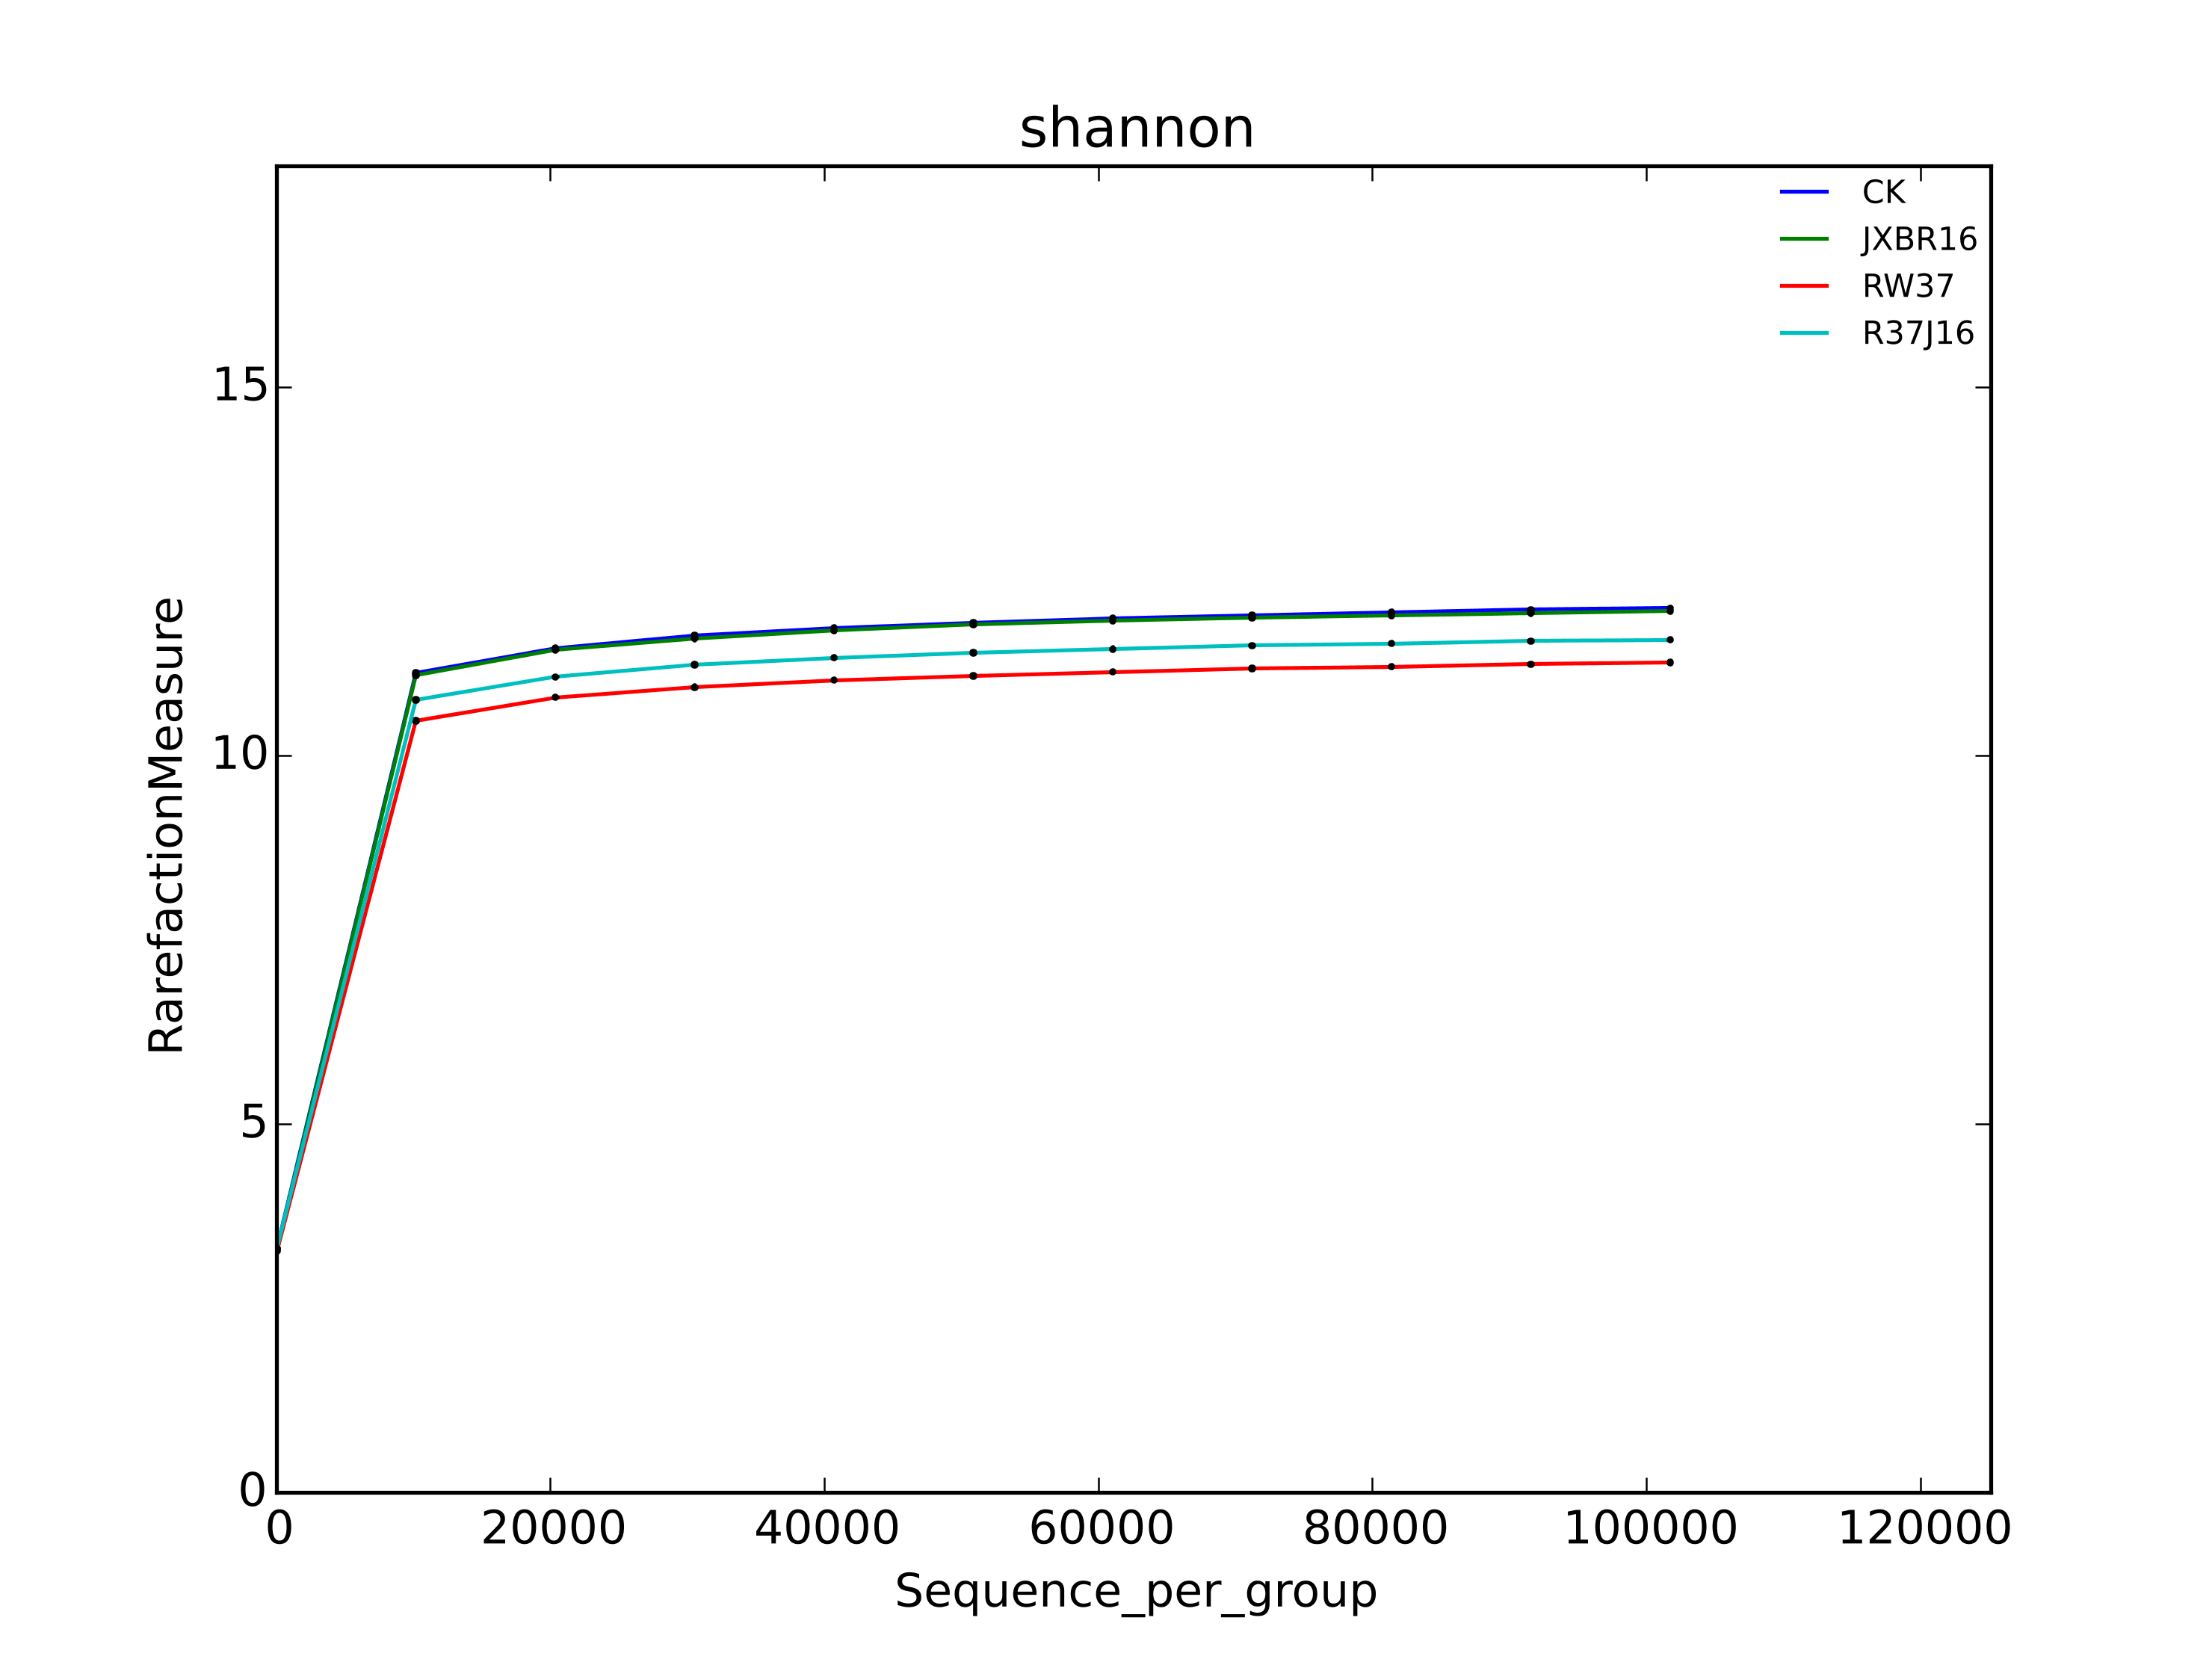 shannon
CK
JXBR16
RW37
R37J16
15
10
5
0
RarefactionMeasure
0 20000 40000 60000 80000 100000 120000
Sequence_per_group